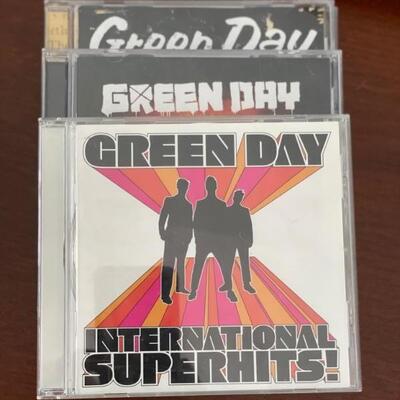 Green Day
GREEN DAY
GREEN DAY
INTERNATIONAL
SUPERHITS!